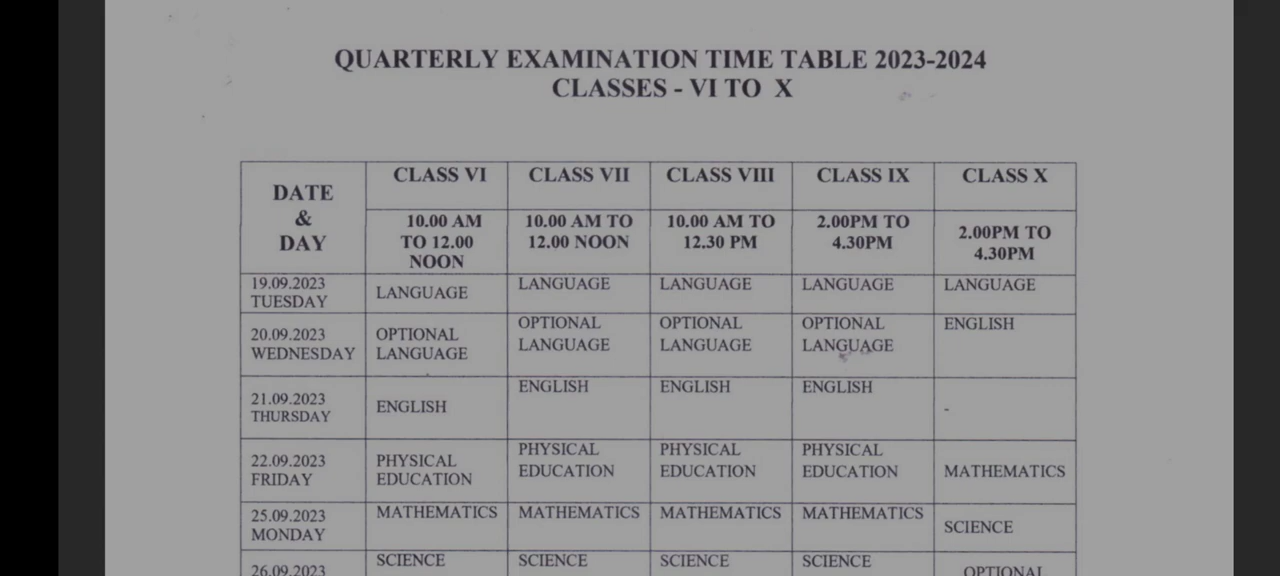 QUARTERLY EXAMINATION TIME TABLE 2023-2024
CLASSES - VI TO X
DATE & DAY | CLASS VI | CLASS VII | CLASS VIII | CLASS IX | CLASS X
10.00 AM TO 12.00 NOON | 10.00 AM TO 12.00 NOON | 10.00 AM TO 12.30 PM | 2.00PM TO 4.30PM | 2.00PM TO 4.30PM
19.09.2023 TUESDAY | LANGUAGE | LANGUAGE | LANGUAGE | LANGUAGE | LANGUAGE
20.09.2023 WEDNESDAY | OPTIONAL LANGUAGE | OPTIONAL LANGUAGE | OPTIONAL LANGUAGE | OPTIONAL LANGUAGE | ENGLISH
21.09.2023 THURSDAY | ENGLISH | ENGLISH | ENGLISH | ENGLISH | -
22.09.2023 FRIDAY | PHYSICAL EDUCATION | PHYSICAL EDUCATION | PHYSICAL EDUCATION | PHYSICAL EDUCATION | MATHEMATICS
25.09.2023 MONDAY | MATHEMATICS | MATHEMATICS | MATHEMATICS | MATHEMATICS | SCIENCE
26.09.2023 | SCIENCE | SCIENCE | SCIENCE | SCIENCE | OPTIONAL